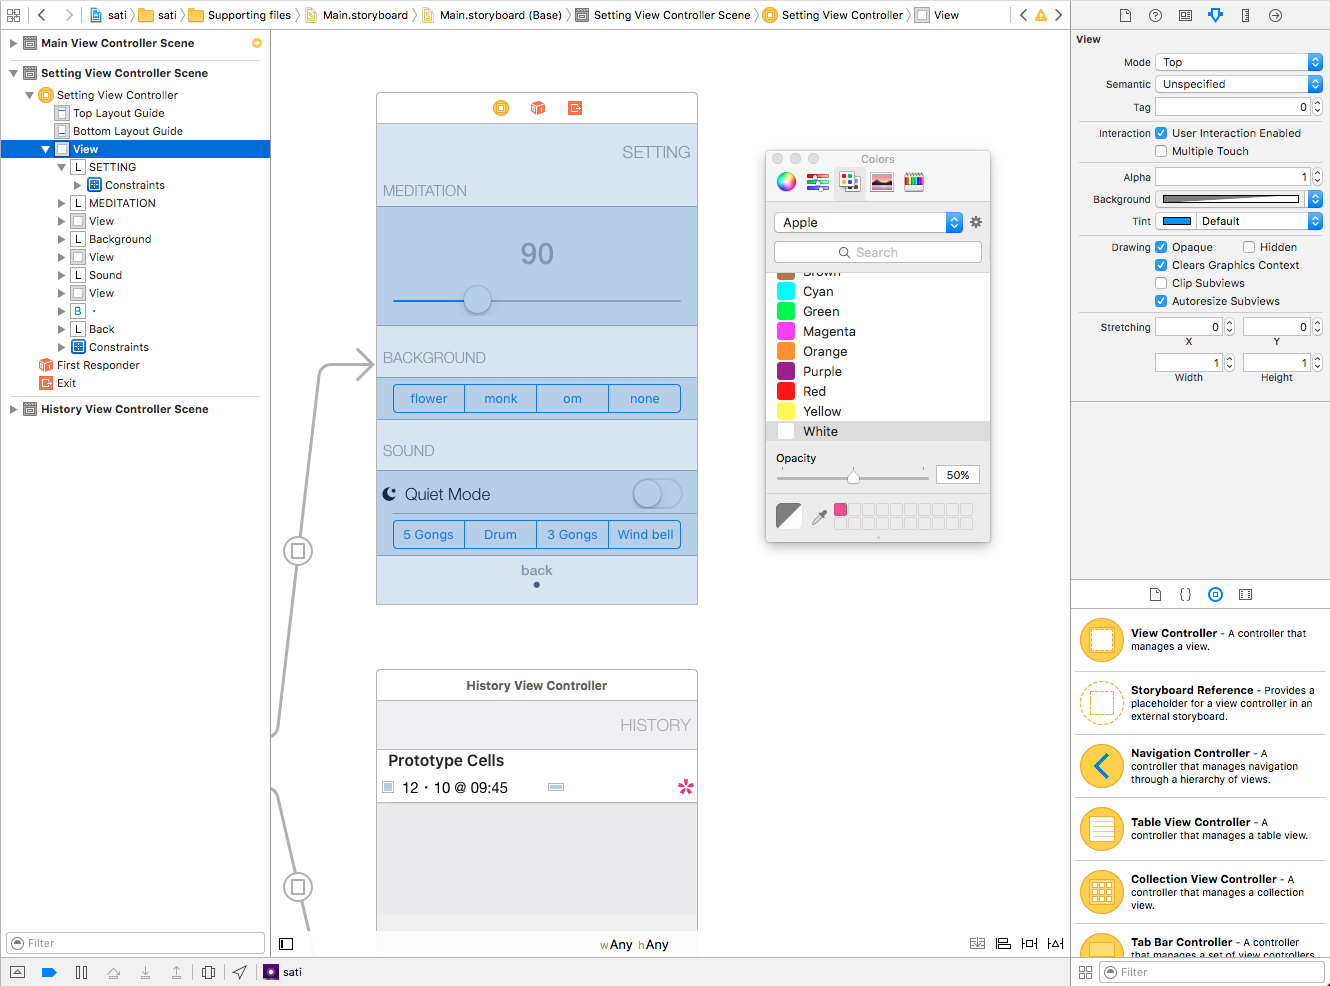 sati
sati
Supporting files
Main.storyboard
Main.storyboard (Base)
Setting View Controller Scene
Setting View Controller
View
Main View Controller Scene
Setting View Controller Scene
Setting View Controller
Top Layout Guide
Bottom Layout Guide
View
L SETTING
Constraints
L MEDITATION
View
L Background
View
L Sound
View
B ·
L Back
Constraints
First Responder
Exit
History View Controller Scene
Filter
SETTING
MEDITATION
90
BACKGROUND
flower monk om none
SOUND
Quiet Mode
5 Gongs Drum 3 Gongs Wind bell
back
History View Controller
HISTORY
Prototype Cells
12 · 10 @ 09:45
wAny hAny
Colors
Apple
Search
Brown
Cyan
Green
Magenta
Orange
Purple
Red
Yellow
White
Opacity
50%
View
Mode Top
Semantic Unspecified
Tag 0
Interaction User Interaction Enabled
Multiple Touch
Alpha 1
Background
Tint Default
Drawing Opaque Hidden
Clears Graphics Context
Clip Subviews
Autoresize Subviews
Stretching 0 0
X Y
1 1
Width Height
{}
View Controller - A controller that
manages a view.
Storyboard Reference - Provides a
placeholder for a view controller in an
external storyboard.
Navigation Controller - A
controller that manages navigation
through a hierarchy of views.
Table View Controller - A
controller that manages a table view.
Collection View Controller - A
controller that manages a collection
view.
Tab Bar Controller - A controller
that manages a set of view controllers
Filter
sati